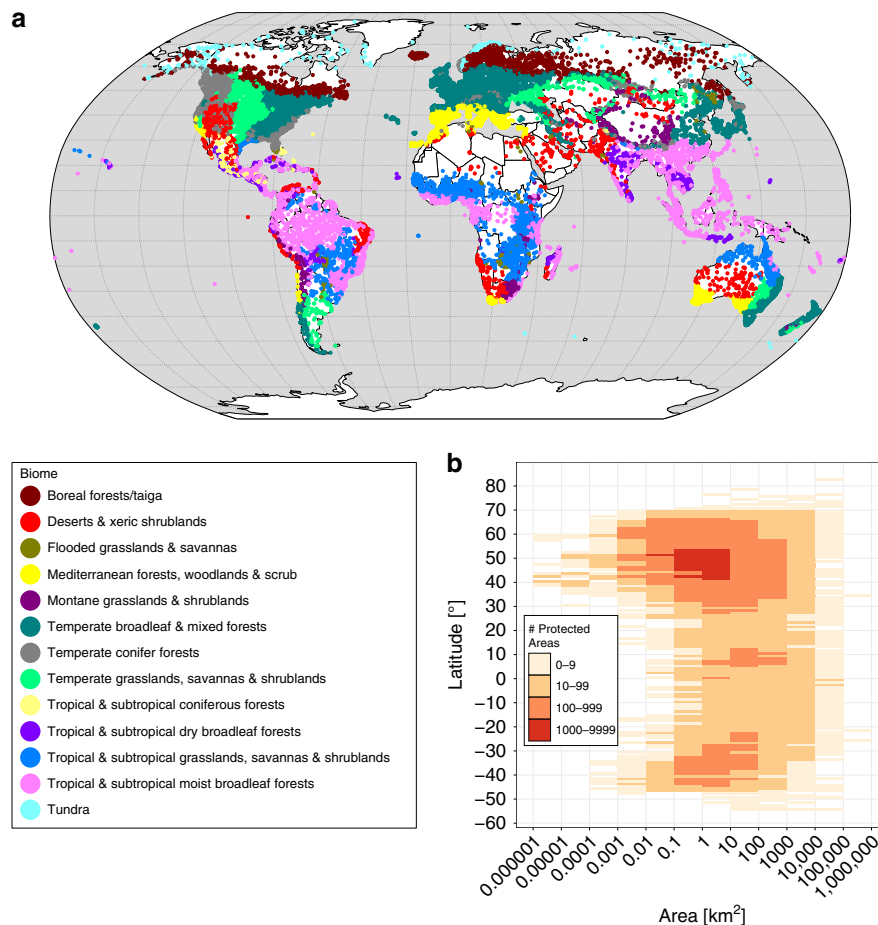 a
Biome
Boreal forests/taiga
Deserts & xeric shrublands
Flooded grasslands & savannas
Mediterranean forests, woodlands & scrub
Montane grasslands & shrublands
Temperate broadleaf & mixed forests
Temperate conifer forests
Temperate grasslands, savannas & shrublands
Tropical & subtropical coniferous forests
Tropical & subtropical dry broadleaf forests
Tropical & subtropical grasslands, savannas & shrublands
Tropical & subtropical moist broadleaf forests
Tundra
b
Latitude [°]
80
70
60
50
40
30
20
10
0
−10
−20
−30
−40
−50
−60
# Protected
Areas
0–9
10–99
100–999
1000–9999
0.000001
0.00001
0.0001
0.001
0.01
0.1
1
10
100
1000
10,000
100,000
1,000,000
Area [km²]